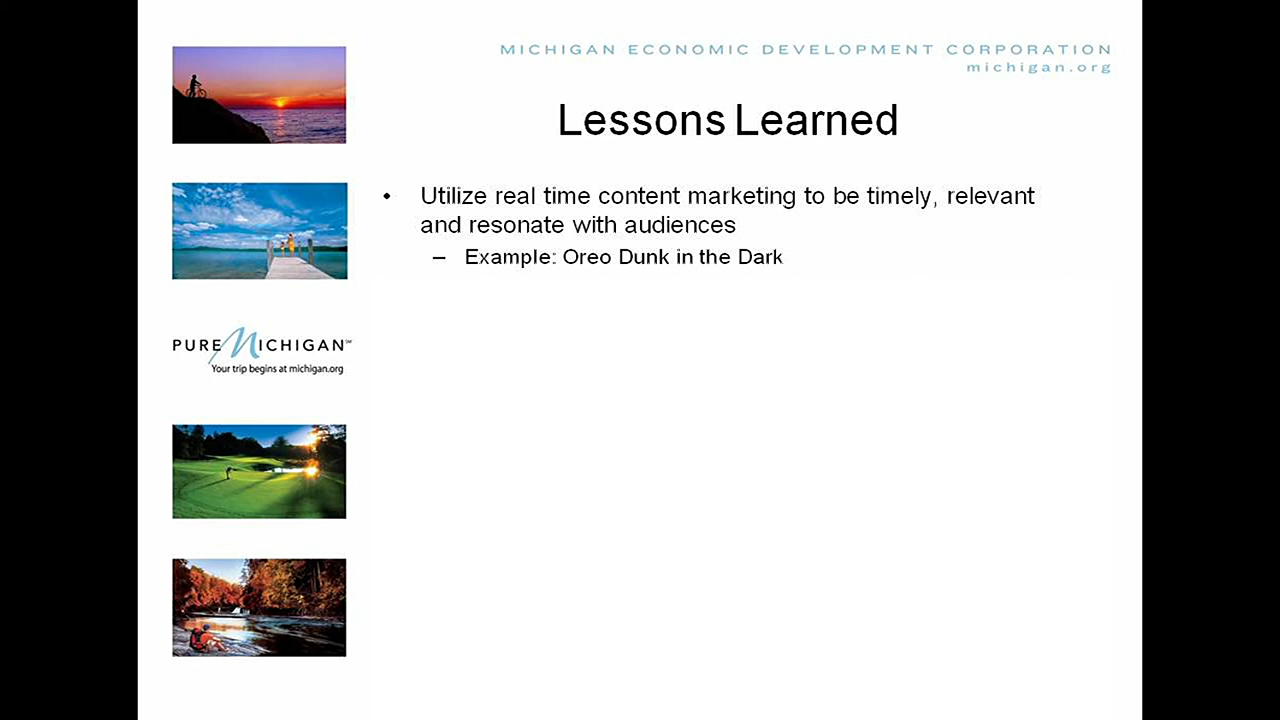 MICHIGAN ECONOMIC DEVELOPMENT CORPORATION
michigan.org
Lessons Learned
• Utilize real time content marketing to be timely, relevant
and resonate with audiences
– Example: Oreo Dunk in the Dark
PURE MICHIGAN℠
Your trip begins at michigan.org